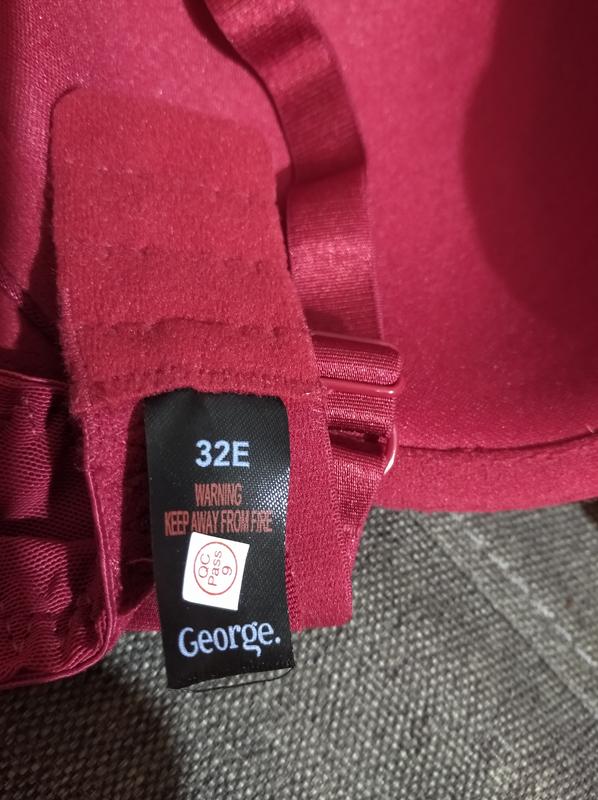 32E
WARNING
KEEP AWAY FROM FIRE
QC
Pass
9
George.